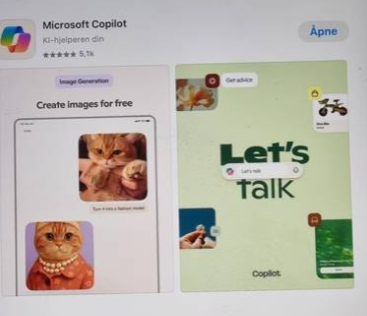 Microsoft Copilot
KI-hjelperen din
★★★★★ 5,1k
Åpne
Image Generation
Create images for free
Turn it into a fashion model
Get advice
Let's
Let's talk
talk
Copilot